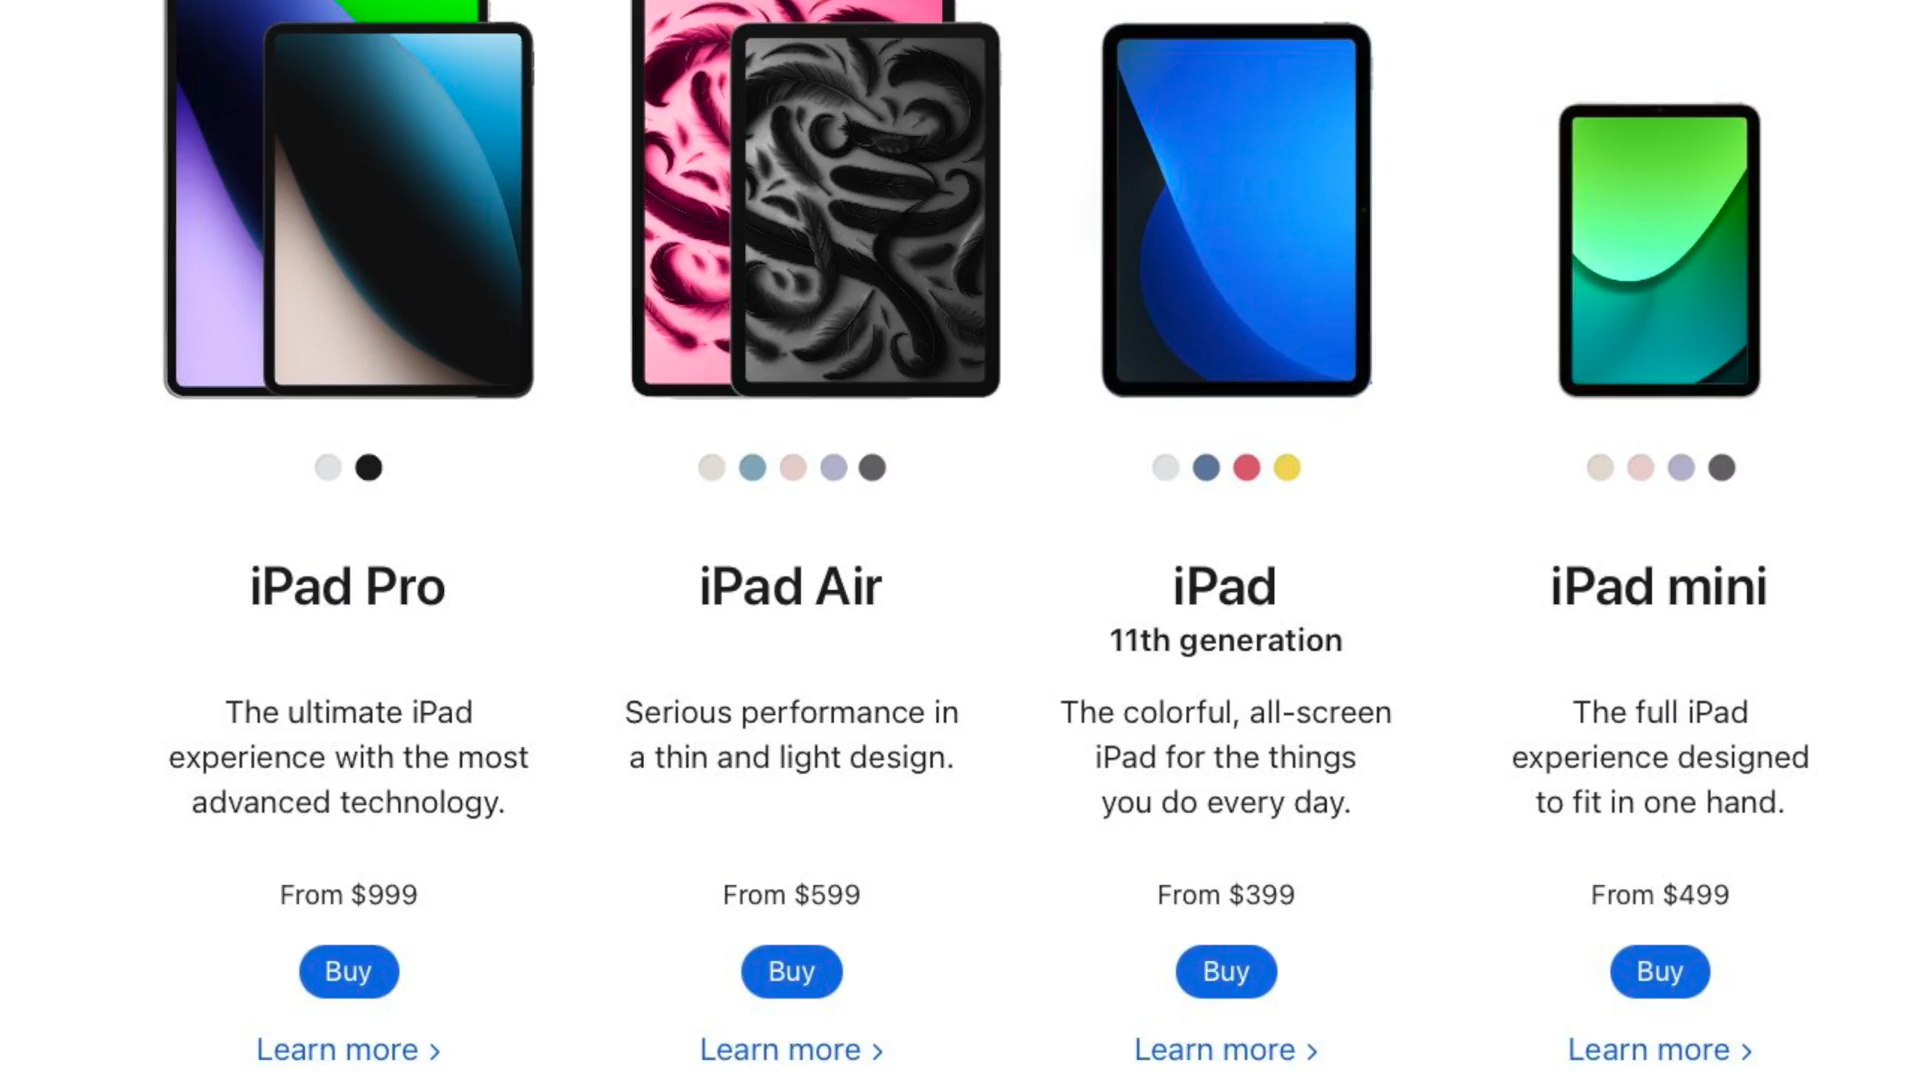 iPad Pro
The ultimate iPad
experience with the most
advanced technology.
From $999
Buy
Learn more >
iPad Air
Serious performance in
a thin and light design.
From $599
Buy
Learn more >
iPad
11th generation
The colorful, all-screen
iPad for the things
you do every day.
From $399
Buy
Learn more >
iPad mini
The full iPad
experience designed
to fit in one hand.
From $499
Buy
Learn more >